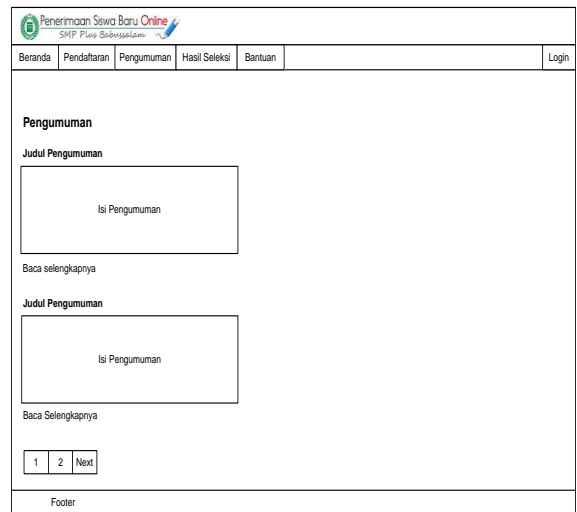 Penerimaan Siswa Baru Online
SMP Plus Babussalam
Beranda Pendaftaran Pengumuman Hasil Seleksi Bantuan Login
Pengumuman
Judul Pengumuman
Isi Pengumuman
Baca selengkapnya
Judul Pengumuman
Isi Pengumuman
Baca Selengkapnya
1 2 Next
Footer